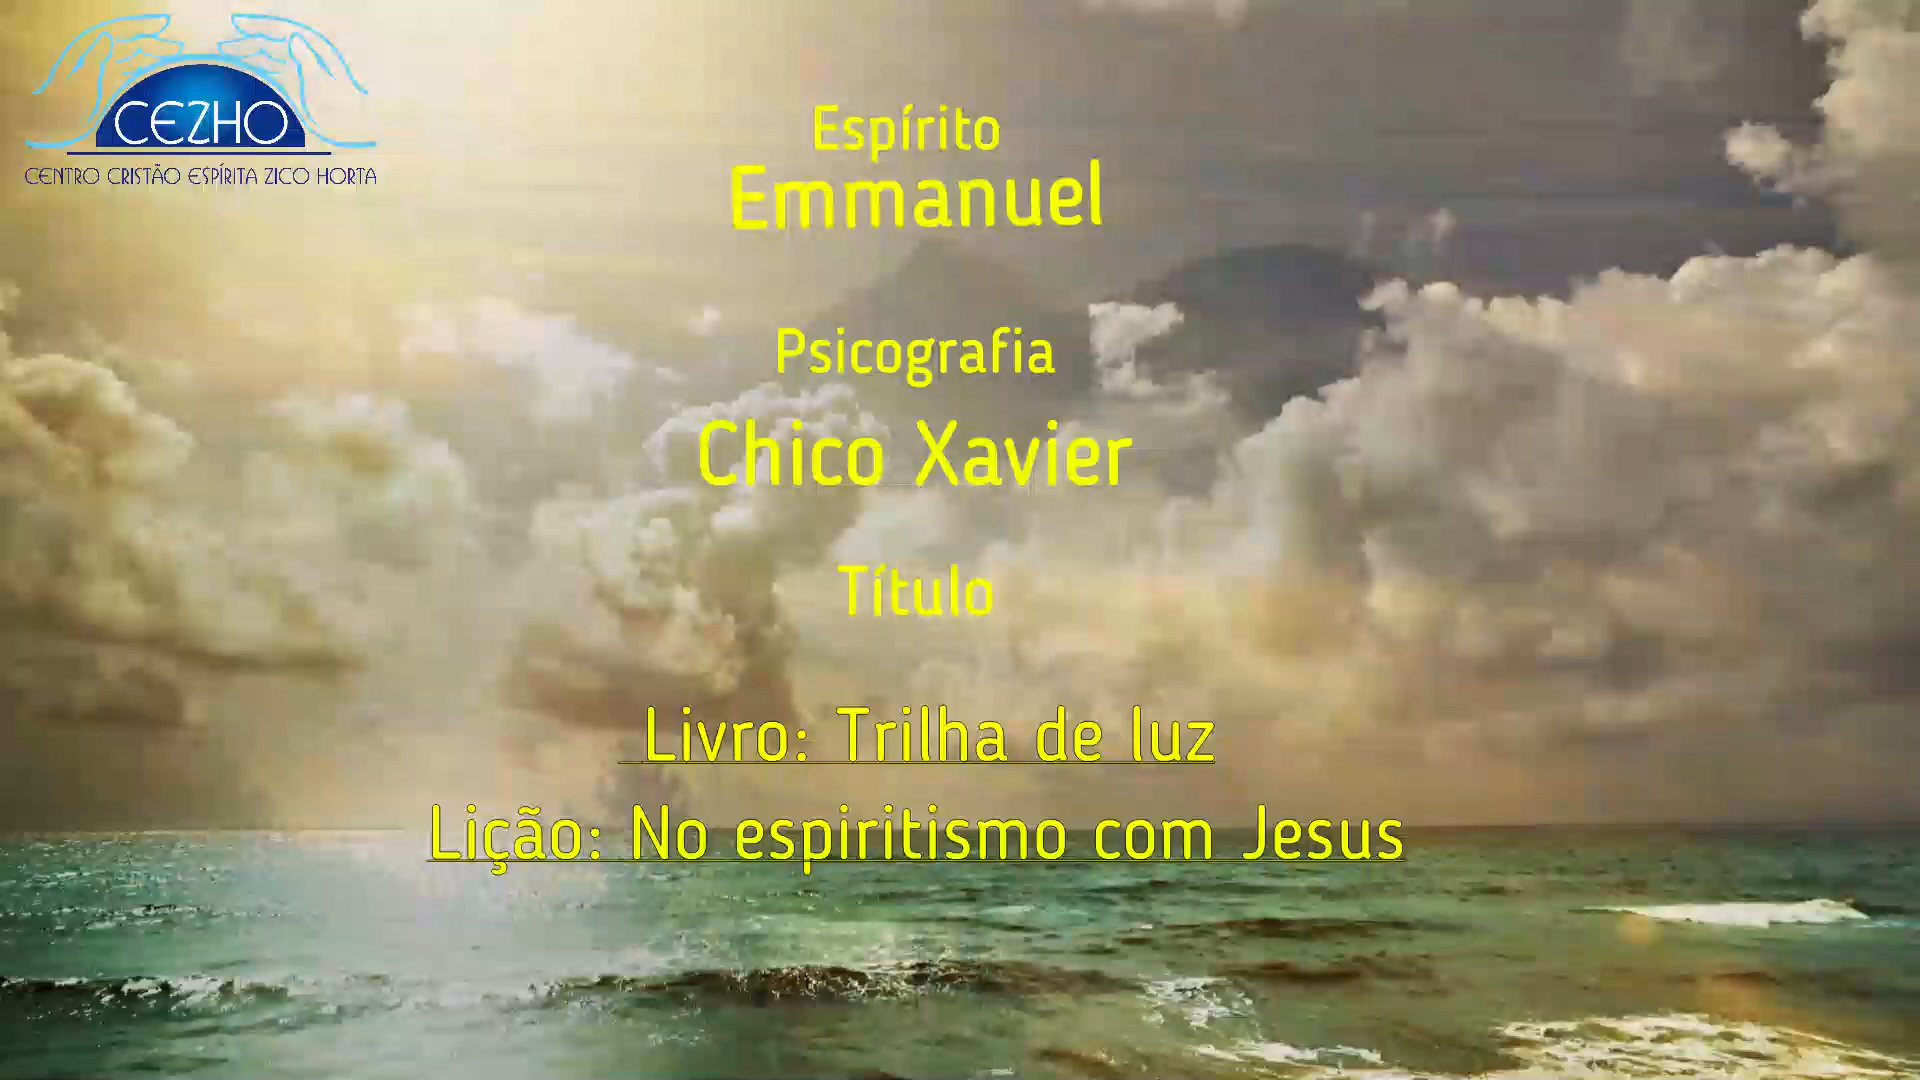 CEZHO
CENTRO CRISTÃO ESPÍRITA ZICO HORTA
Espírito
Emmanuel
Psicografia
Chico Xavier
Título
Livro: Trilha de luz
Lição: No espiritismo com Jesus